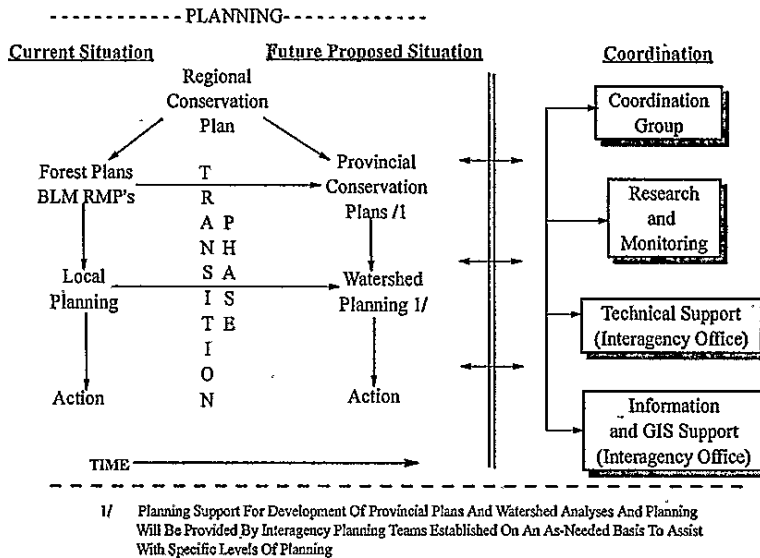 PLANNING
Current Situation
Future Proposed Situation
Coordination
Regional
Conservation
Plan
Forest Plans
BLM RMP's
Provincial
Conservation
Plans /1
Local
Planning
Watershed
Planning 1/
Action
Action
TRANSITION
PHASE
TIME
Coordination
Group
Research
and
Monitoring
Technical Support
(Interagency Office)
Information
and GIS Support
(Interagency Office)
1/ Planning Support For Development Of Provincial Plans And Watershed Analyses And Planning
Will Be Provided By Interagency Planning Teams Established On An As-Needed Basis To Assist
With Specific Levels Of Planning